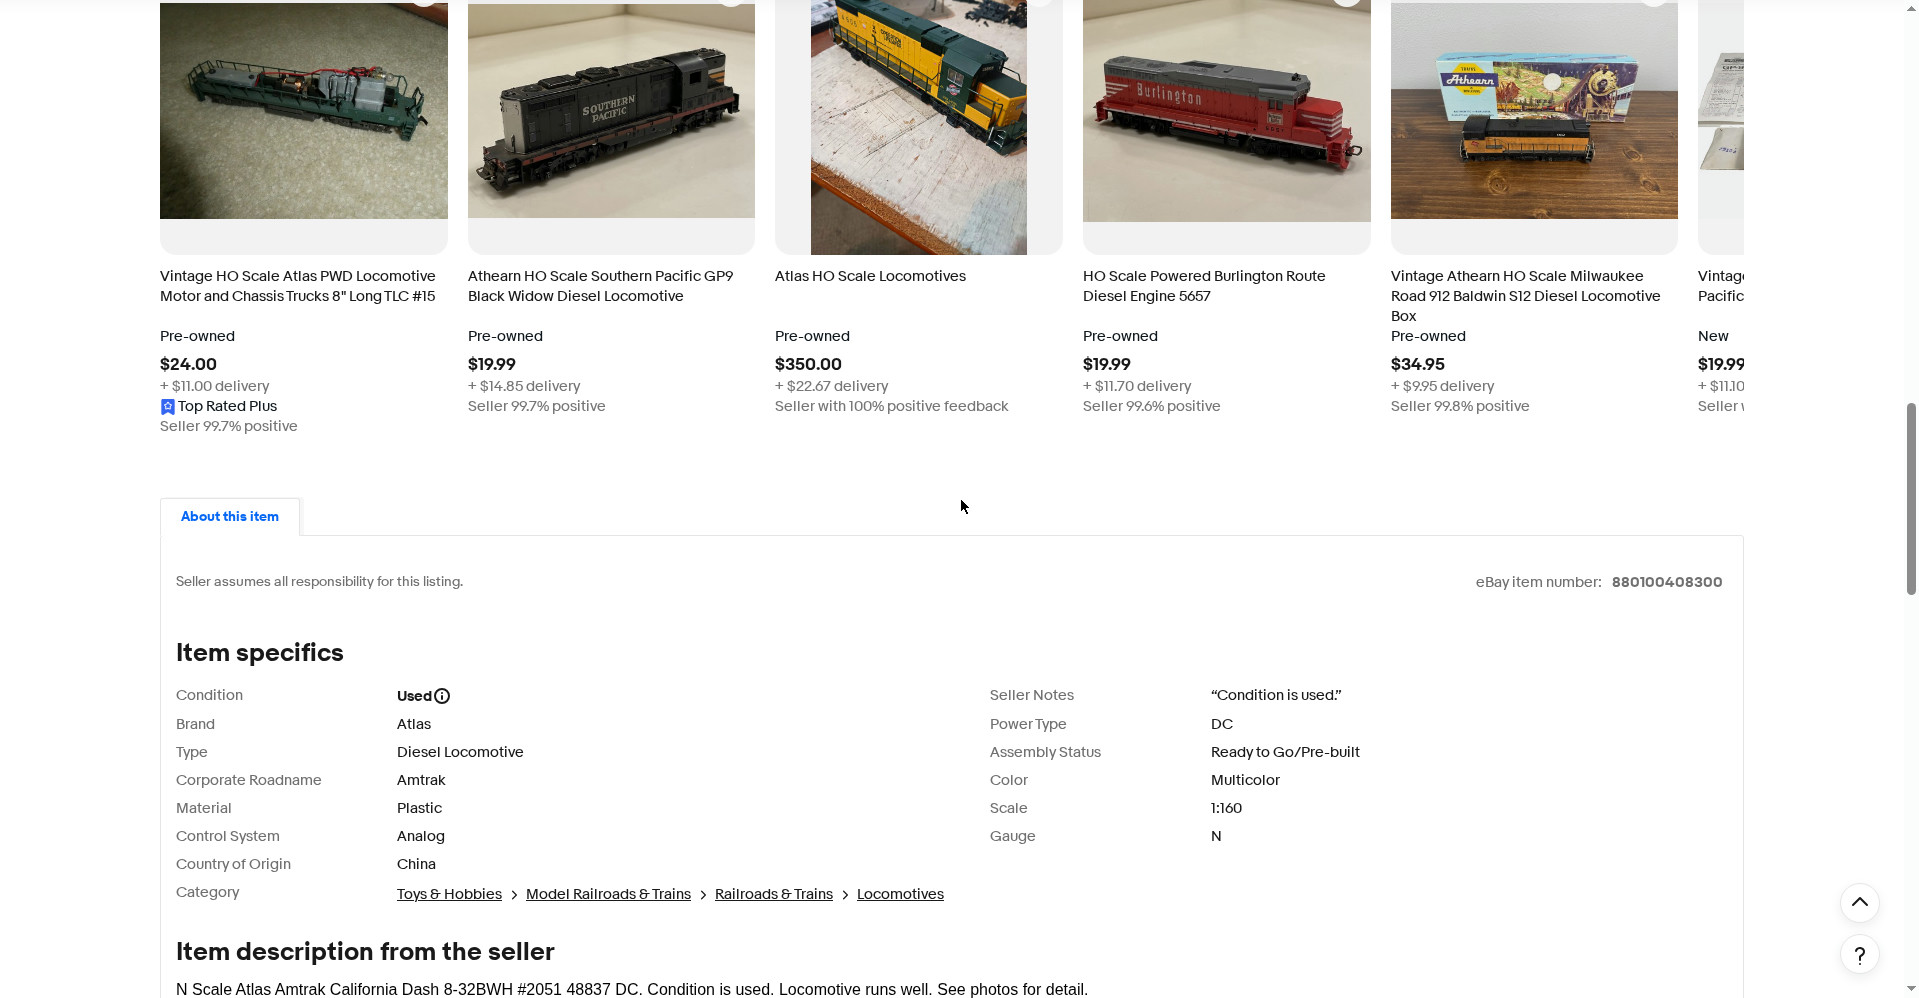 SOUTHERN
PACIFIC
Burlington
Athearn
Vintage HO Scale Atlas PWD Locomotive
Motor and Chassis Trucks 8" Long TLC #15
Pre-owned
$24.00
+ $11.00 delivery
Top Rated Plus
Seller 99.7% positive
Athearn HO Scale Southern Pacific GP9
Black Widow Diesel Locomotive
Pre-owned
$19.99
+ $14.85 delivery
Seller 99.7% positive
Atlas HO Scale Locomotives
Pre-owned
$350.00
+ $22.67 delivery
Seller with 100% positive feedback
HO Scale Powered Burlington Route
Diesel Engine 5657
Pre-owned
$19.99
+ $11.70 delivery
Seller 99.6% positive
Vintage Athearn HO Scale Milwaukee
Road 912 Baldwin S12 Diesel Locomotive
Box
Pre-owned
$34.95
+ $9.95 delivery
Seller 99.8% positive
Vintage
Pacific
New
$19.99
+ $11.10
Seller
About this item
Seller assumes all responsibility for this listing.
eBay item number: 880100408300
Item specifics
Condition Used
Seller Notes “Condition is used.”
Brand Atlas
Power Type DC
Type Diesel Locomotive
Assembly Status Ready to Go/Pre-built
Corporate Roadname Amtrak
Color Multicolor
Material Plastic
Scale 1:160
Control System Analog
Gauge N
Country of Origin China
Category Toys & Hobbies > Model Railroads & Trains > Railroads & Trains > Locomotives
Item description from the seller
N Scale Atlas Amtrak California Dash 8-32BWH #2051 48837 DC. Condition is used. Locomotive runs well. See photos for detail.
?